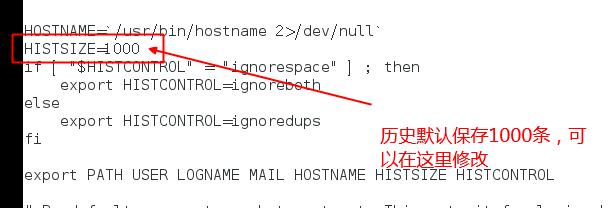 HOSTNAME=`/usr/bin/hostname 2>/dev/null`
HISTSIZE=1000
if [ "$HISTCONTROL" = "ignorespace" ] ; then
    export HISTCONTROL=ignoreboth
else
    export HISTCONTROL=ignoredups
fi
历史默认保存1000条，可
以在这里修改
export PATH USER LOGNAME MAIL HOSTNAME HISTSIZE HISTCONTROL